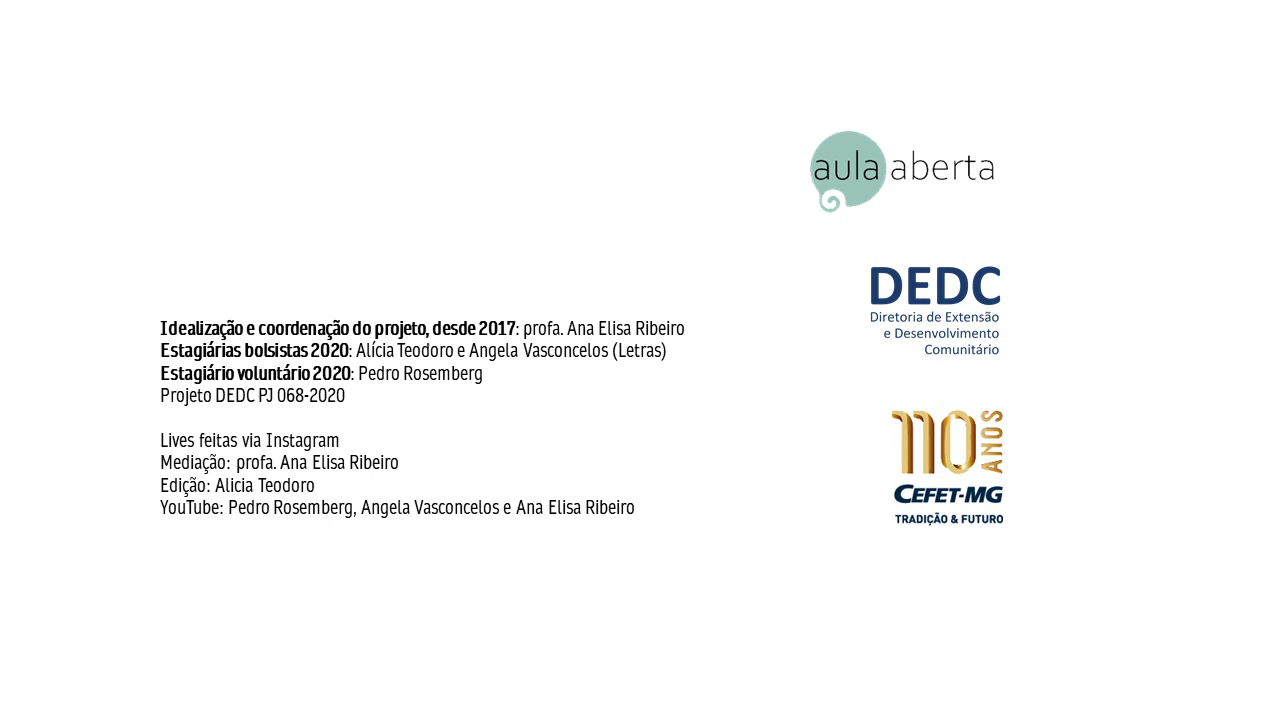 aula aberta
DEDC
Diretoria de Extensão
e Desenvolvimento
Comunitário
Idealização e coordenação do projeto, desde 2017: profa. Ana Elisa Ribeiro
Estagiárias bolsistas 2020: Alícia Teodoro e Angela Vasconcelos (Letras)
Estagiário voluntário 2020: Pedro Rosemberg
Projeto DEDC PJ 068-2020
Lives feitas via Instagram
Mediação: profa. Ana Elisa Ribeiro
Edição: Alicia Teodoro
YouTube: Pedro Rosemberg, Angela Vasconcelos e Ana Elisa Ribeiro
110 ANOS
CEFET-MG
TRADIÇÃO & FUTURO